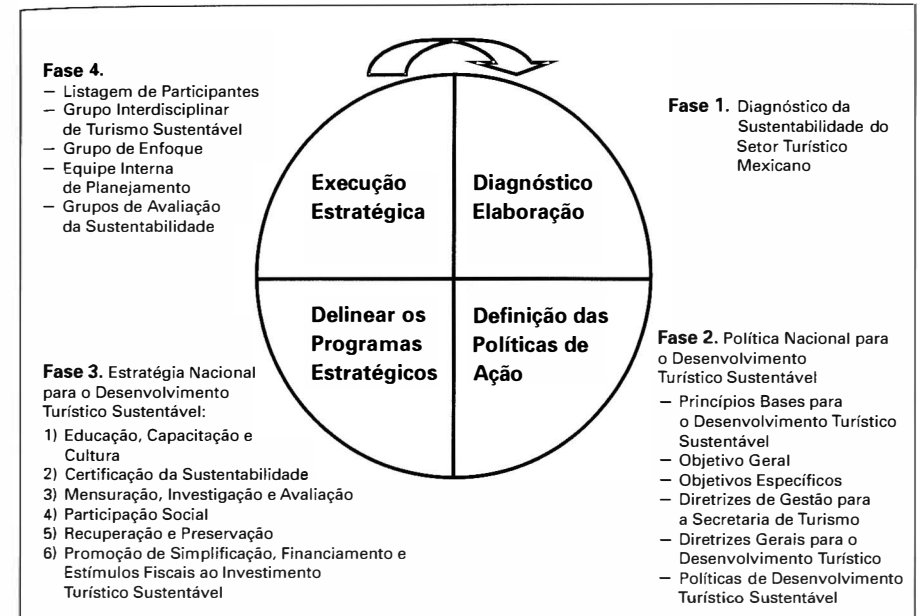 Fase 4.
— Listagem de Participantes
— Grupo Interdisciplinar
de Turismo Sustentável
— Grupo de Enfoque
— Equipe Interna
de Planejamento
— Grupos de Avaliação
da Sustentabilidade
Fase 1. Diagnóstico da
Sustentabilidade do
Setor Turístico
Mexicano
Execução
Estratégica
Diagnóstico
Elaboração
Delinear os
Programas
Estratégicos
Definição das
Políticas de
Ação
Fase 3. Estratégia Nacional
para o Desenvolvimento
Turístico Sustentável:
1) Educação, Capacitação e
Cultura
2) Certificação da Sustentabilidade
3) Mensuração, Investigação e Avaliação
4) Participação Social
5) Recuperação e Preservação
6) Promoção de Simplificação, Financiamento e
Estímulos Fiscais ao Investimento
Turístico Sustentável
Fase 2. Política Nacional para
o Desenvolvimento
Turístico Sustentável
— Princípios Bases para
o Desenvolvimento Turístico
Sustentável
— Objetivo Geral
— Objetivos Específicos
— Diretrizes de Gestão para
a Secretaria de Turismo
— Diretrizes Gerais para o
Desenvolvimento Turístico
— Políticas de Desenvolvimento
Turístico Sustentável